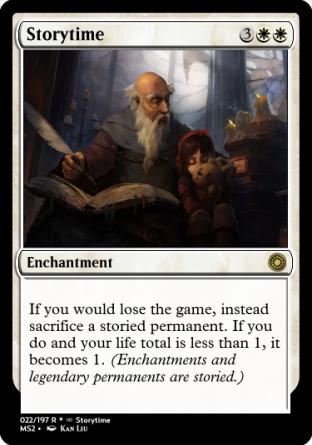 Storytime 3
Enchantment
If you would lose the game, instead
sacrifice a storied permanent. If you
do and your life total is less than 1, it
becomes 1. (Enchantments and
legendary permanents are storied.)
022/197 R * ∞ Storytime
MS2 • Kan Liu